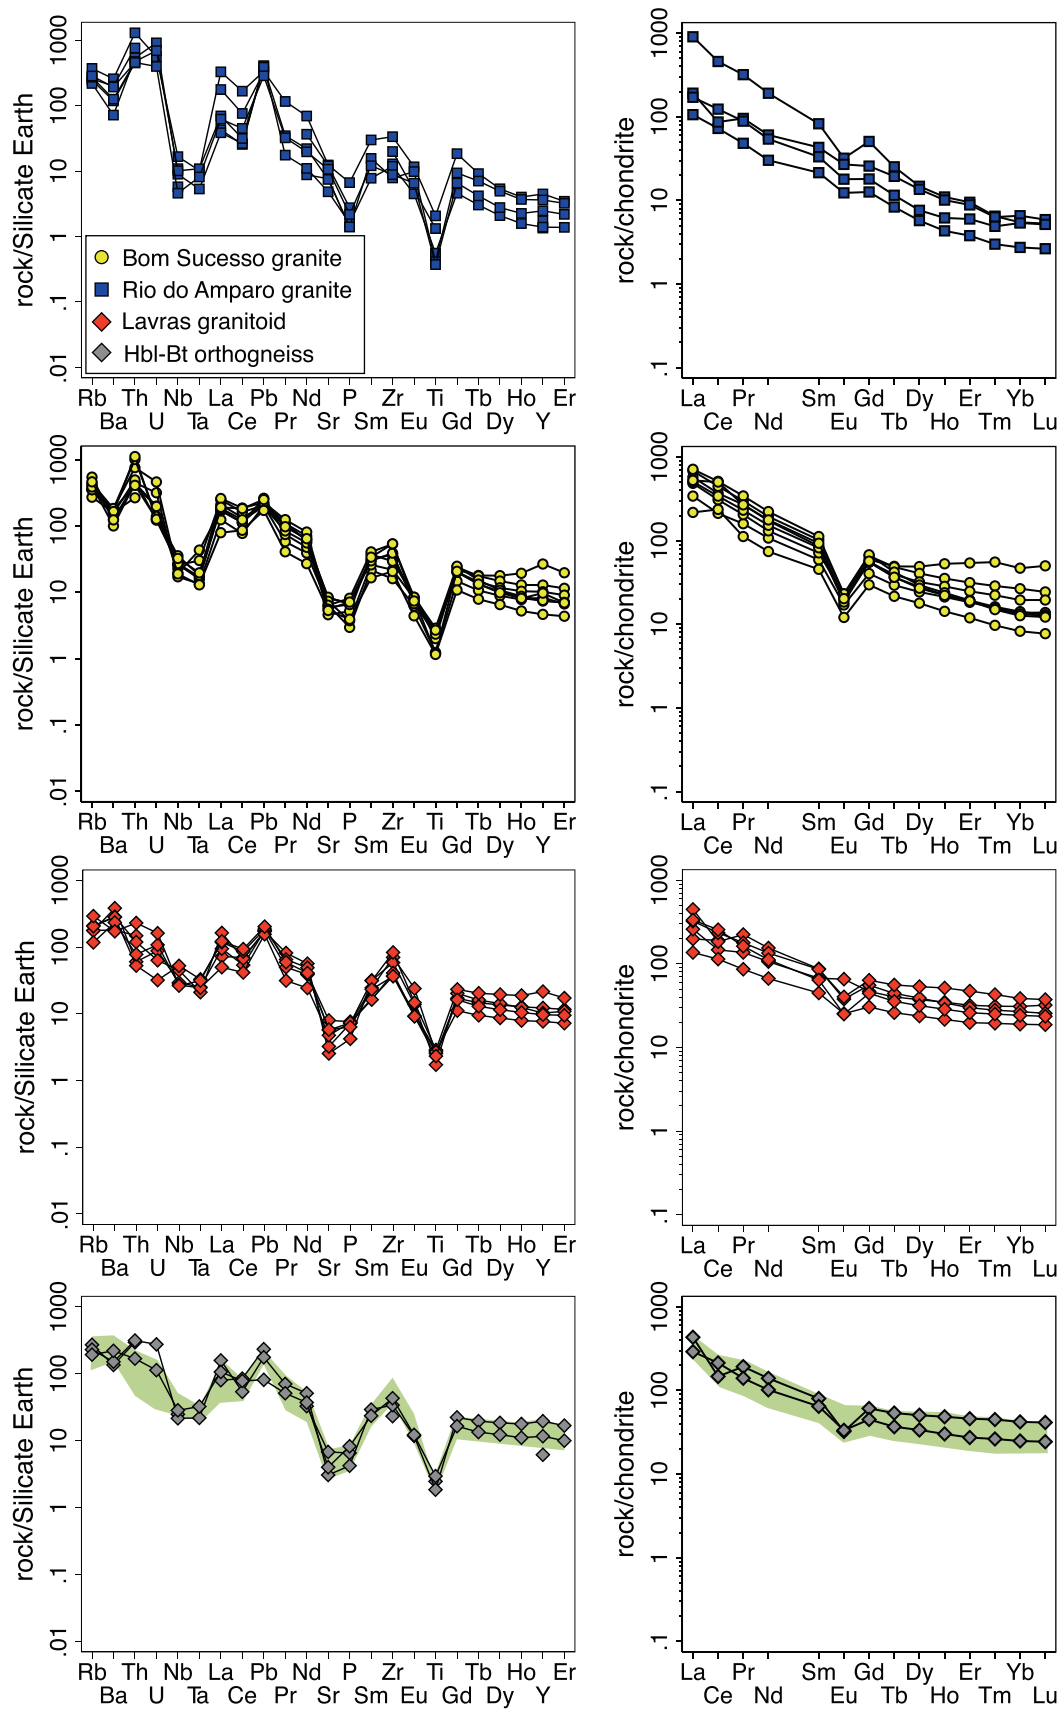 rock/Silicate Earth
1000
100
10
1
.1
.01
Bom Sucesso granite
Rio do Amparo granite
Lavras granitoid
Hbl-Bt orthogneiss
Rb Th Nb La Pb Nd P Zr Ti Tb Ho Er
Ba U Ta Ce Pr Sr Sm Eu Gd Dy Y
rock/chondrite
1000
100
10
1
.1
La Pr Sm Gd Dy Er Yb
Ce Nd Eu Tb Ho Tm Lu
rock/Silicate Earth
1000
100
10
1
.1
.01
Rb Th Nb La Pb Nd P Zr Ti Tb Ho Er
Ba U Ta Ce Pr Sr Sm Eu Gd Dy Y
rock/chondrite
1000
100
10
1
.1
La Pr Sm Gd Dy Er Yb
Ce Nd Eu Tb Ho Tm Lu
rock/Silicate Earth
1000
100
10
1
.1
.01
Rb Th Nb La Pb Nd P Zr Ti Tb Ho Er
Ba U Ta Ce Pr Sr Sm Eu Gd Dy Y
rock/chondrite
1000
100
10
1
.1
La Pr Sm Gd Dy Er Yb
Ce Nd Eu Tb Ho Tm Lu
rock/Silicate Earth
1000
100
10
1
.1
.01
Rb Th Nb La Pb Nd P Zr Ti Tb Ho Er
Ba U Ta Ce Pr Sr Sm Eu Gd Dy Y
rock/chondrite
1000
100
10
1
.1
La Pr Sm Gd Dy Er Yb
Ce Nd Eu Tb Ho Tm Lu